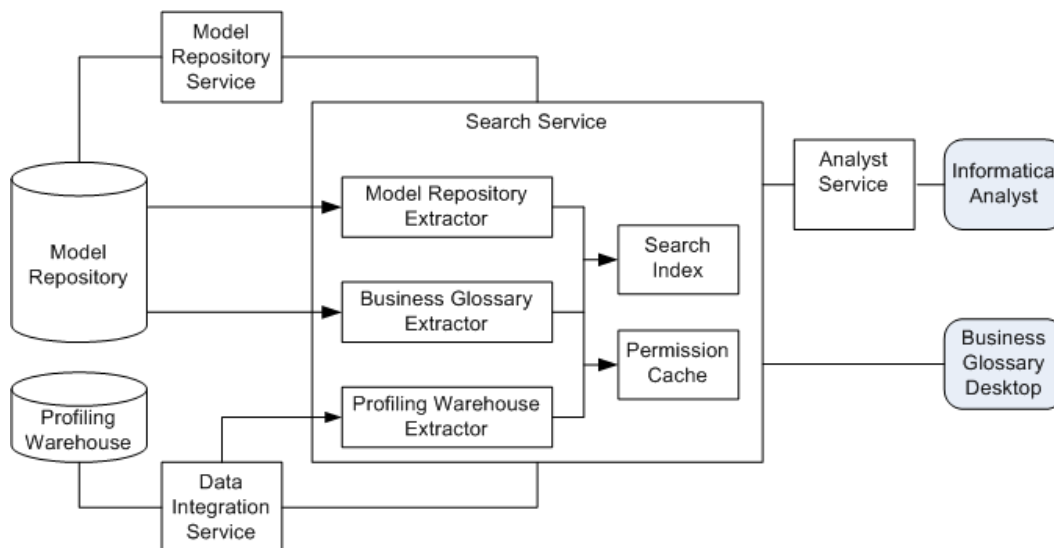 Model
Repository
Service
Search Service
Model
Repository
Model Repository
Extractor
Business Glossary
Extractor
Profiling Warehouse
Extractor
Search
Index
Permission
Cache
Analyst
Service
Informatica
Analyst
Business
Glossary
Desktop
Profiling
Warehouse
Data
Integration
Service